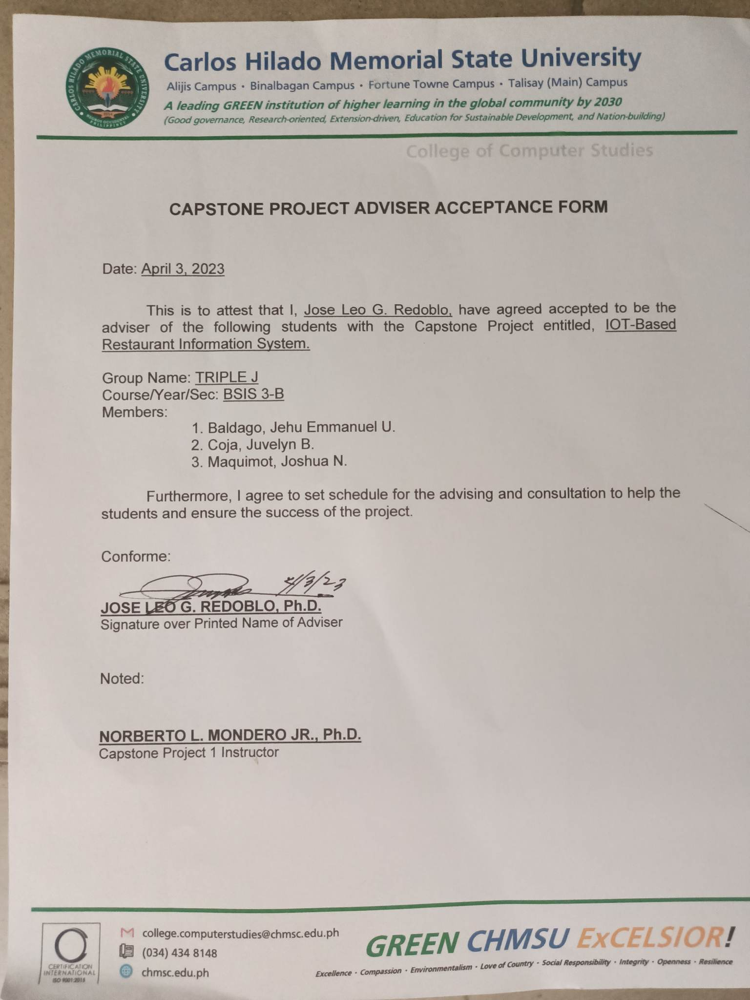 CARLOS HILADO MEMORIAL STATE UNIVERSITY
NEGROS OCCIDENTAL
PHILIPPINES
Carlos Hilado Memorial State University
Alijis Campus • Binalbagan Campus • Fortune Towne Campus • Talisay (Main) Campus
A leading GREEN institution of higher learning in the global community by 2030
(Good governance, Research-oriented, Extension-driven, Education for Sustainable Development, and Nation-building)
College of Computer Studies
CAPSTONE PROJECT ADVISER ACCEPTANCE FORM
Date: April 3, 2023
This is to attest that I, Jose Leo G. Redoblo, have agreed accepted to be the
adviser of the following students with the Capstone Project entitled, IOT-Based
Restaurant Information System.
Group Name: TRIPLE J
Course/Year/Sec: BSIS 3-B
Members:
1. Baldago, Jehu Emmanuel U.
2. Coja, Juvelyn B.
3. Maquimot, Joshua N.
Furthermore, I agree to set schedule for the advising and consultation to help the
students and ensure the success of the project.
Conforme:
4/3/23
JOSE LEO G. REDOBLO, Ph.D.
Signature over Printed Name of Adviser
Noted:
NORBERTO L. MONDERO JR., Ph.D.
Capstone Project 1 Instructor
CERTIFICATION
INTERNATIONAL
ISO 9001:2015
college.computerstudies@chmsc.edu.ph
(034) 434 8148
chmsc.edu.ph
GREEN CHMSU ExCELSIOR!
Excellence • Compassion • Environmentalism • Love of Country • Social Responsibility • Integrity • Openness • Resilience